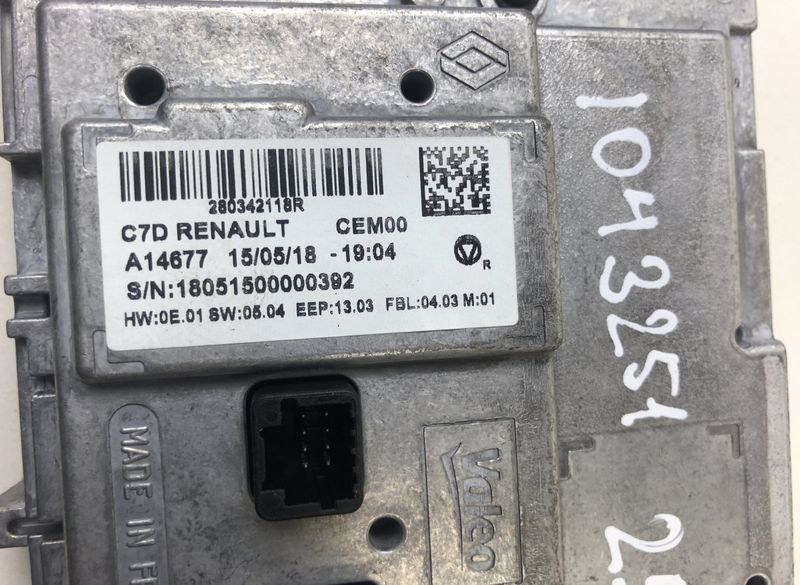 280342118R
C7D RENAULT CEM00
A14677 15/05/18 - 19:04
R
S/N:18051500000392
HW:0E.01 SW:05.04 EEP:13.03 FBL:04.03 M:01
1043251
MADE IN
Valeo